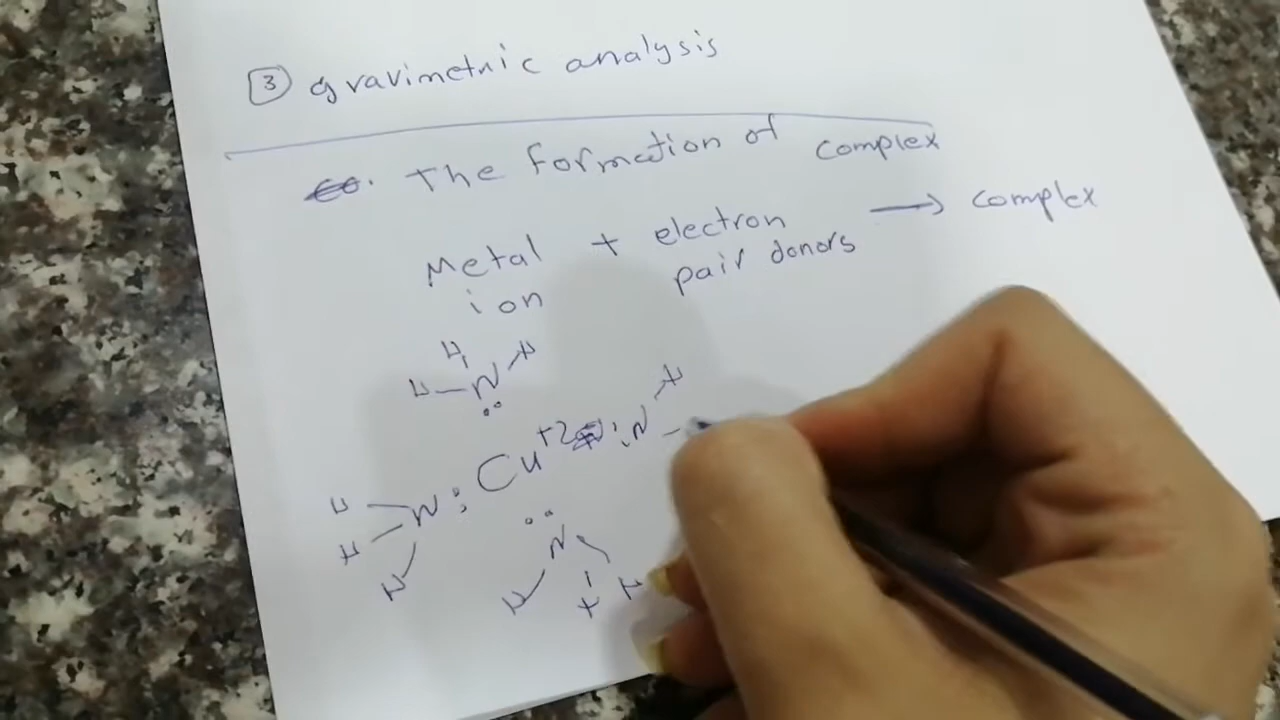 3 gravimetric analysis
The formation of complex
Metal ion + electron pair donors → complex
H H
H N
Cu +2 : N H
H N :
H
H
N
H H H